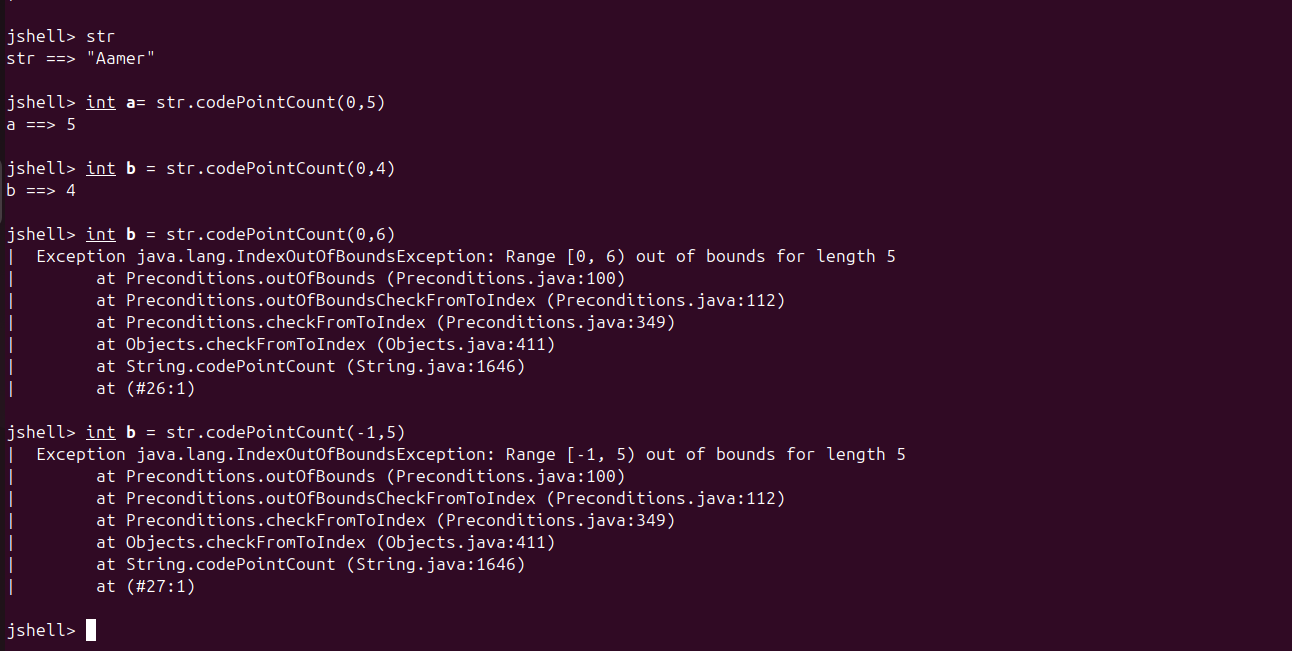 jshell> str
str ==> "Aamer"
jshell> int a= str.codePointCount(0,5)
a ==> 5
jshell> int b = str.codePointCount(0,4)
b ==> 4
jshell> int b = str.codePointCount(0,6)
|  Exception java.lang.IndexOutOfBoundsException: Range [0, 6) out of bounds for length 5
|        at Preconditions.outOfBounds (Preconditions.java:100)
|        at Preconditions.outOfBoundsCheckFromToIndex (Preconditions.java:112)
|        at Preconditions.checkFromToIndex (Preconditions.java:349)
|        at Objects.checkFromToIndex (Objects.java:411)
|        at String.codePointCount (String.java:1646)
|        at (#26:1)
jshell> int b = str.codePointCount(-1,5)
|  Exception java.lang.IndexOutOfBoundsException: Range [-1, 5) out of bounds for length 5
|        at Preconditions.outOfBounds (Preconditions.java:100)
|        at Preconditions.outOfBoundsCheckFromToIndex (Preconditions.java:112)
|        at Preconditions.checkFromToIndex (Preconditions.java:349)
|        at Objects.checkFromToIndex (Objects.java:411)
|        at String.codePointCount (String.java:1646)
|        at (#27:1)
jshell>